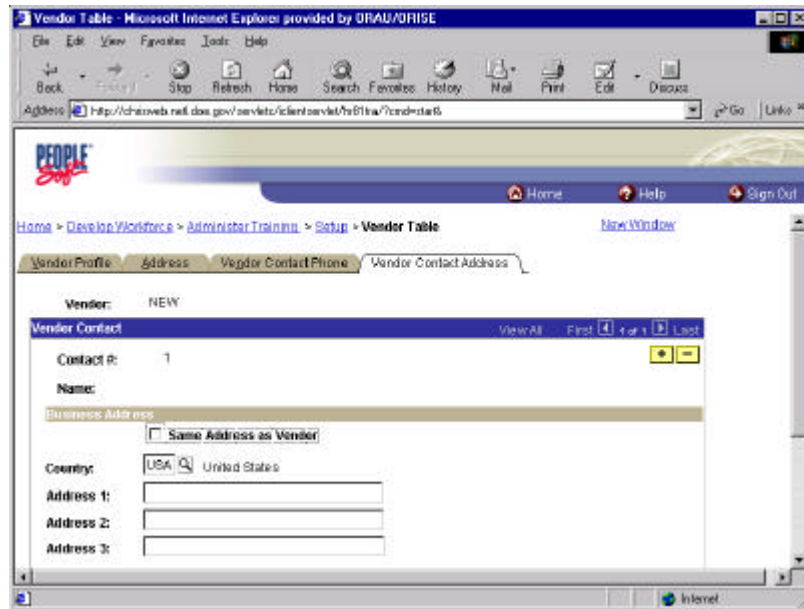 Vendor Table - Microsoft Internet Explorer provided by ORAU/ORISE
File Edit View Favorites Tools Help
Back Forward Stop Refresh Home Search Favorites History Mail Print Edit Discuss
Address Go Links »
PEOPLE
Soft
Home Help Sign Out
Home > Develop Workforce > Administer Training > Setup > Vendor Table New Window
Vendor Profile Address Vendor Contact Phone Vendor Contact Address
Vendor: NEW
Vendor Contact View All First 1 of 1 Last
Contact #: 1 + −
Name:
Business Address
Same Address as Vendor
Country: USA United States
Address 1:
Address 2:
Address 3:
Internet